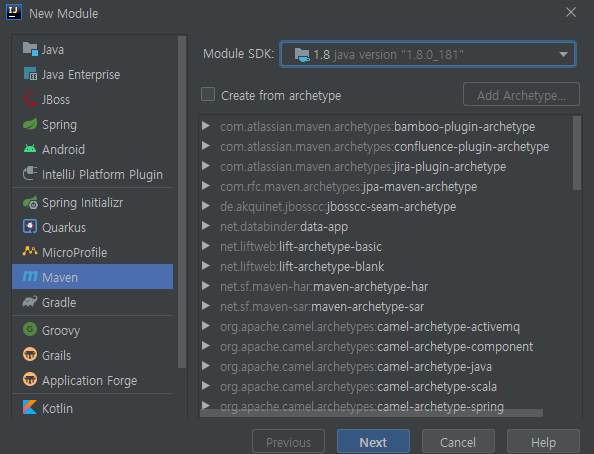 New Module
Java
Java Enterprise
JBoss
Spring
Android
IntelliJ Platform Plugin
Spring Initializr
Quarkus
MicroProfile
Maven
Gradle
Groovy
Grails
Application Forge
Kotlin
Module SDK: 1.8 java version "1.8.0_181"
Create from archetype Add Archetype...
com.atlassian.maven.archetypes:bamboo-plugin-archetype
com.atlassian.maven.archetypes:confluence-plugin-archetype
com.atlassian.maven.archetypes:jira-plugin-archetype
com.rfc.maven.archetypes:jpa-maven-archetype
de.akquinet.jbosscc:jbosscc-seam-archetype
net.databinder:data-app
net.liftweb:lift-archetype-basic
net.liftweb:lift-archetype-blank
net.sf.maven-har:maven-archetype-har
net.sf.maven-sar:maven-archetype-sar
org.apache.camel.archetypes:camel-archetype-activemq
org.apache.camel.archetypes:camel-archetype-component
org.apache.camel.archetypes:camel-archetype-java
org.apache.camel.archetypes:camel-archetype-scala
org.apache.camel.archetypes:camel-archetype-spring
Previous Next Cancel Help